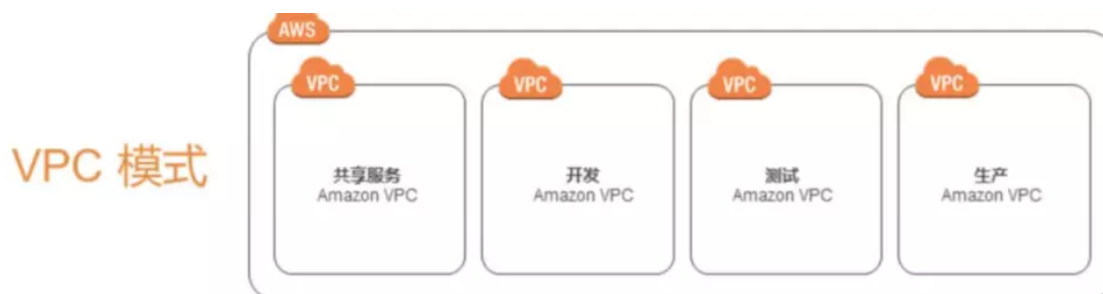 AWS
VPC
VPC
VPC
VPC
VPC 模式
共享服务
Amazon VPC
开发
Amazon VPC
测试
Amazon VPC
生产
Amazon VPC